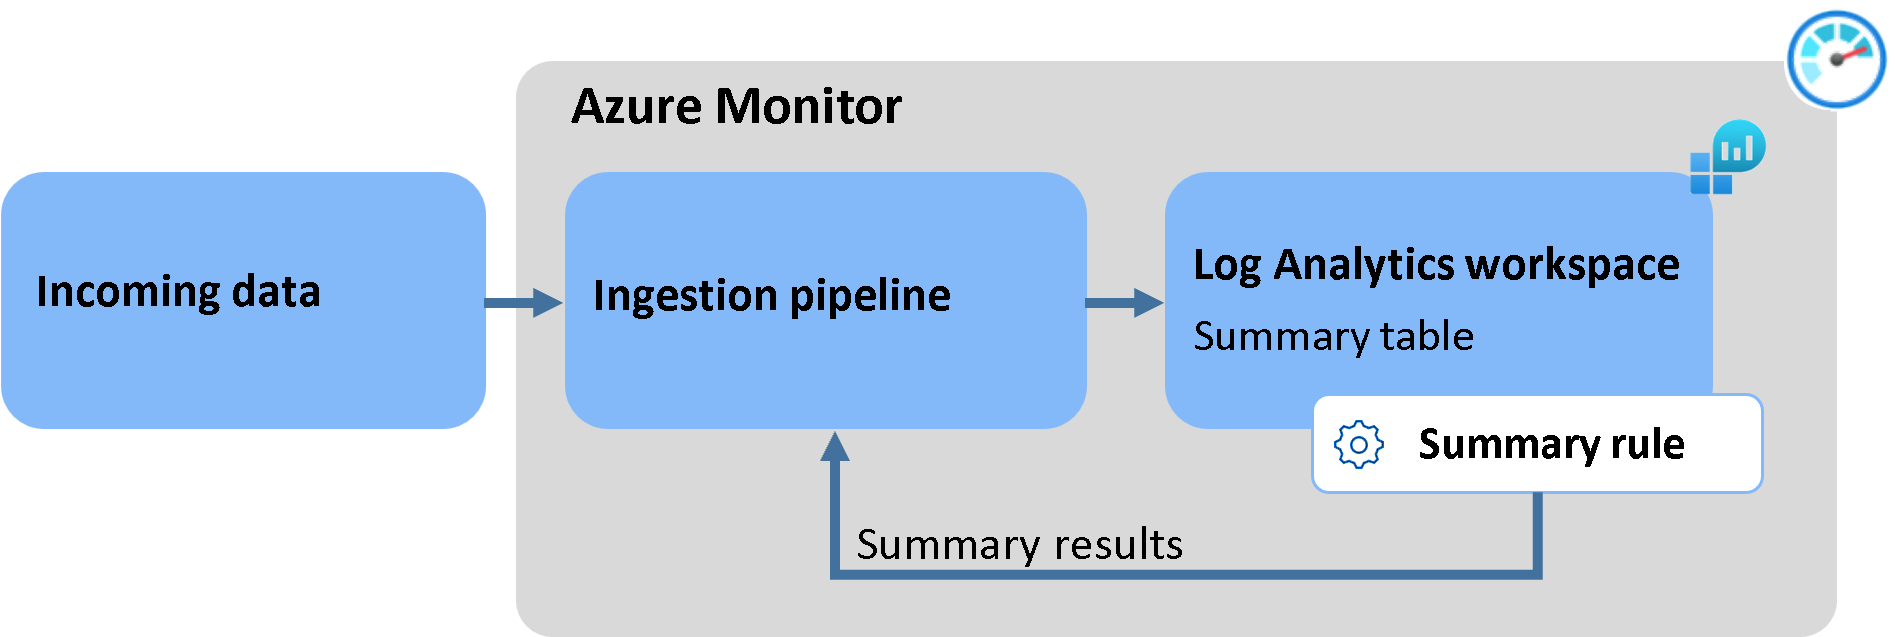 Azure Monitor
Incoming data
Ingestion pipeline
Log Analytics workspace
Summary table
Summary rule
Summary results